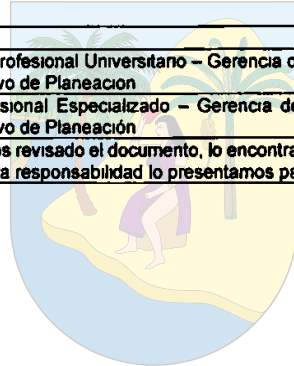 rofesional Universitario – Gerencia d
vo de Planeacion
sional Especializado – Gerencia de
vo de Planeación
s revisado el documento, lo encontra
a responsabilidad lo presentamos pa